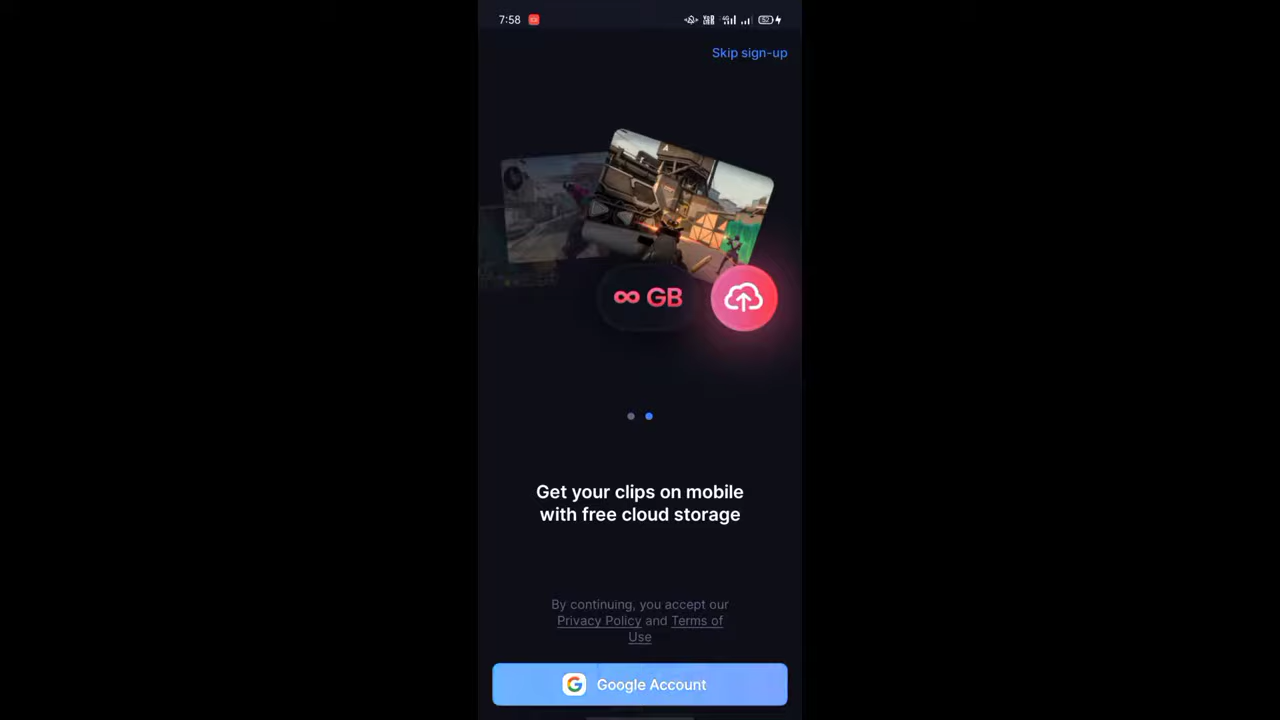 7:58
Skip sign-up
∞ GB
Get your clips on mobile
with free cloud storage
By continuing, you accept our
Privacy Policy and Terms of
Use
Google Account